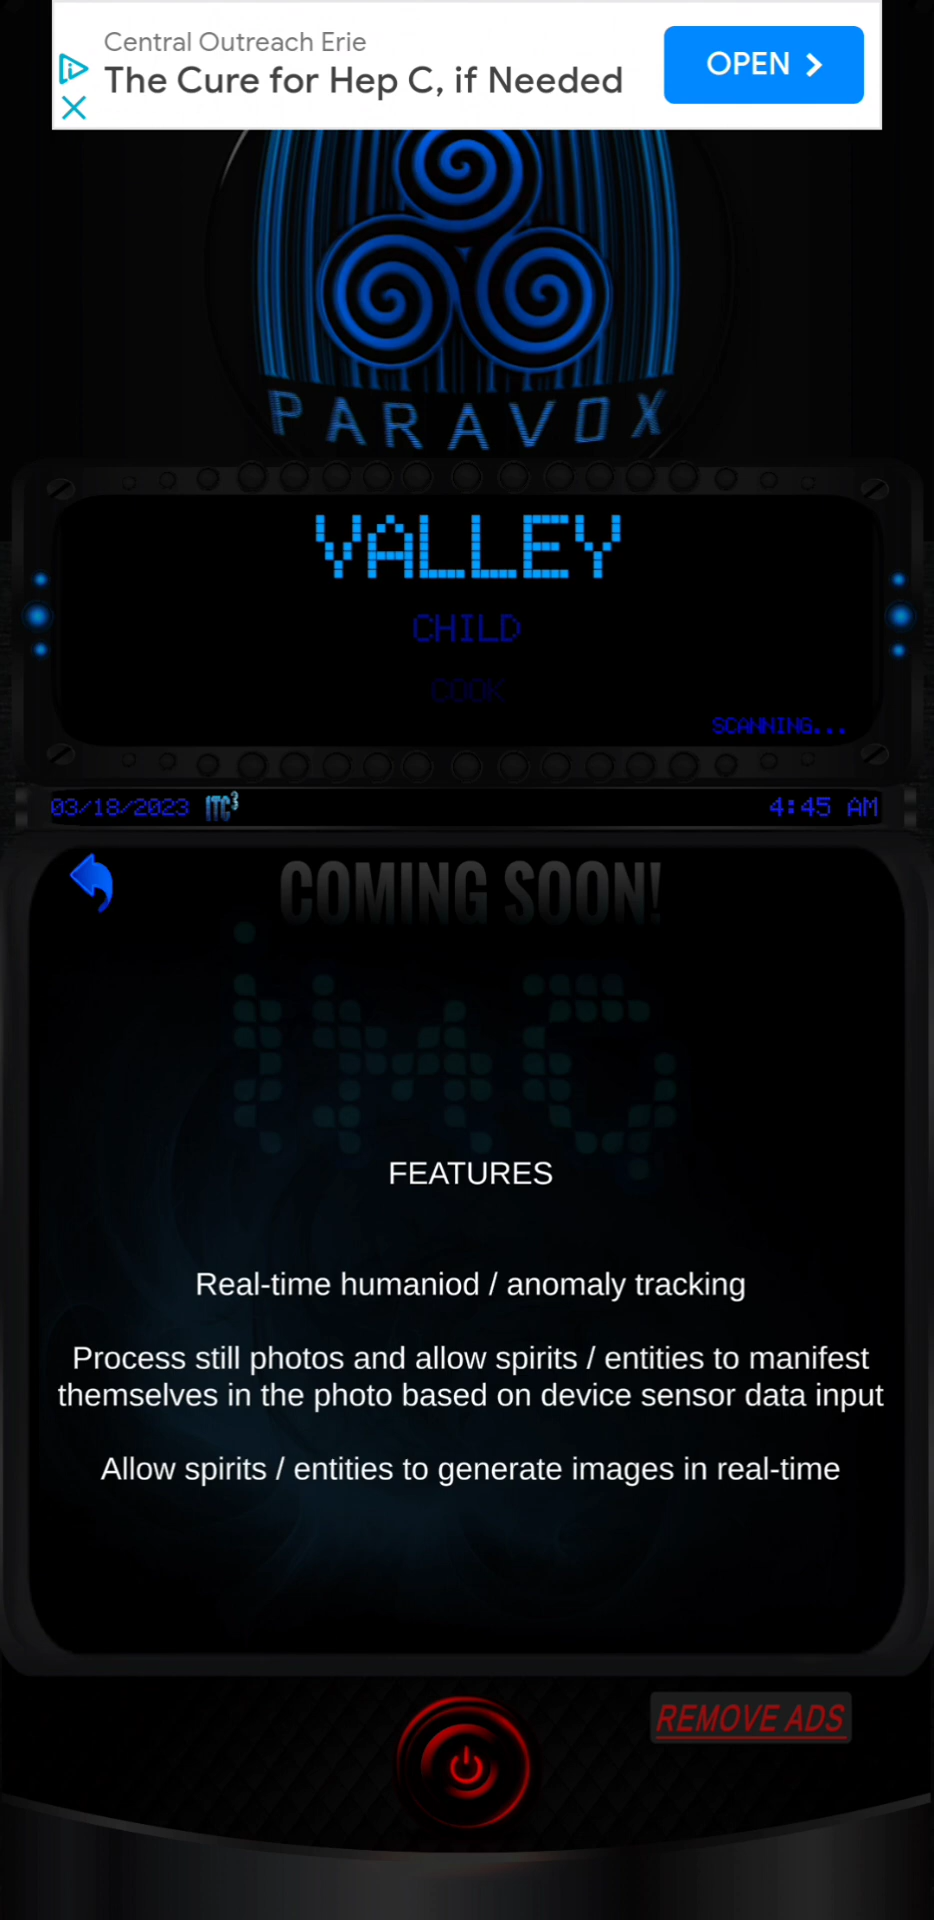 Central Outreach Erie
The Cure for Hep C, if Needed
OPEN
PARAVOX
VALLEY
CHILD
COOK
SCANNING...
03/18/2023 ITC3 4:45 AM
COMING SOON!
iMG
FEATURES
Real-time humaniod / anomaly tracking
Process still photos and allow spirits / entities to manifest
themselves in the photo based on device sensor data input
Allow spirits / entities to generate images in real-time
REMOVE ADS